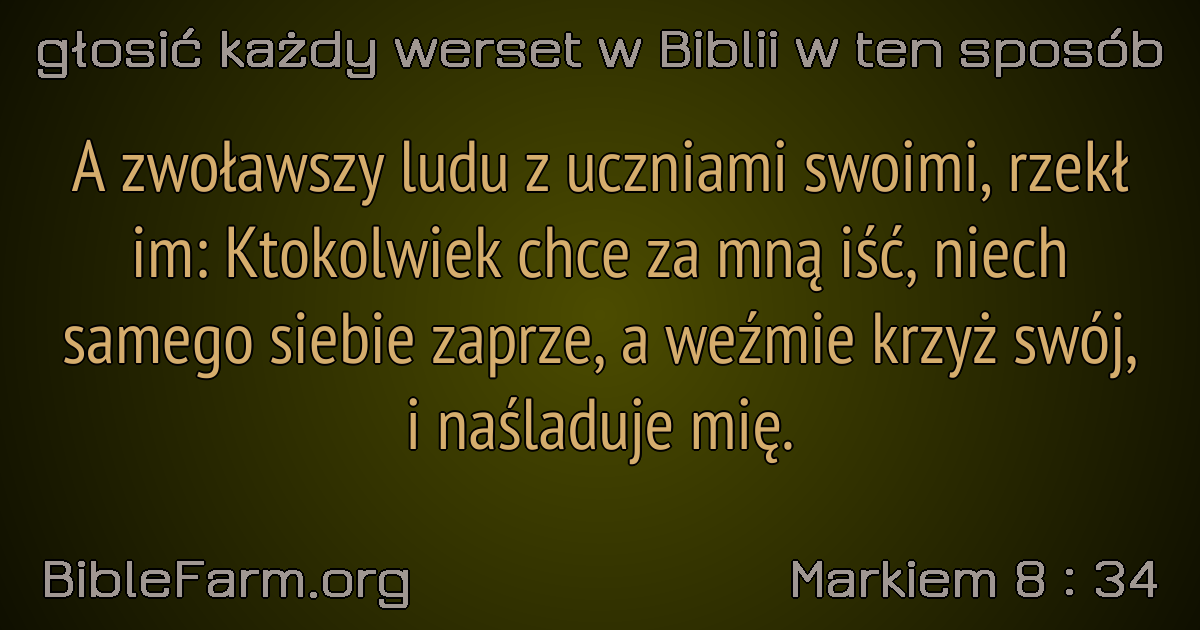 głosić każdy werset w Biblii w ten sposób
A zwoławszy ludu z uczniami swoimi, rzekł
im: Ktokolwiek chce za mną iść, niech
samego siebie zaprze, a weźmie krzyż swój,
i naśladuje mię.
BibleFarm.org
Markiem 8 : 34